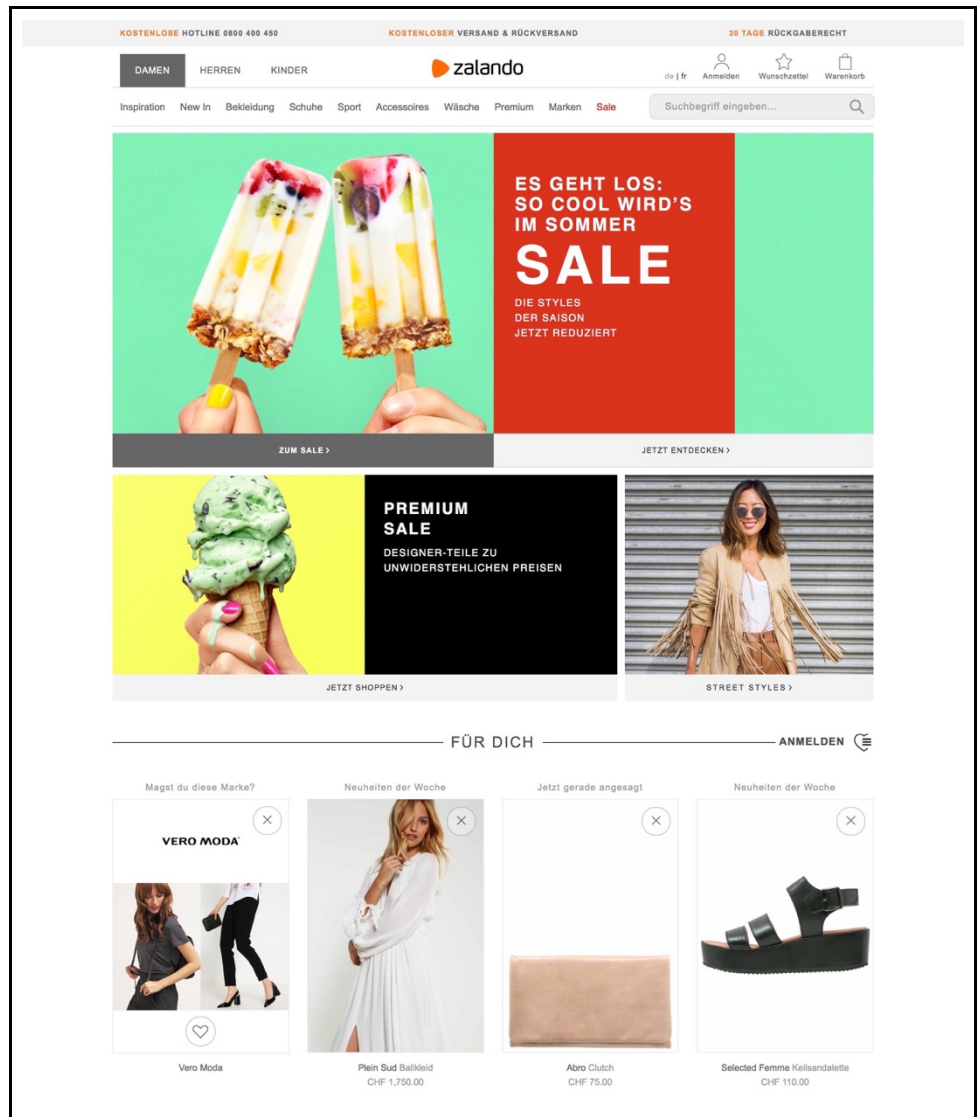 KOSTENLOSE HOTLINE 0800 400 450
KOSTENLOSER VERSAND & RÜCKVERSAND
30 TAGE RÜCKGABERECHT
DAMEN HERREN KINDER
zalando
de | fr Anmelden Wunschzettel Warenkorb
Inspiration New In Bekleidung Schuhe Sport Accessoires Wäsche Premium Marken Sale
Suchbegriff eingeben...
ES GEHT LOS:
SO COOL WIRD'S
IM SOMMER
SALE
DIE STYLES
DER SAISON
JETZT REDUZIERT
ZUM SALE >
JETZT ENTDECKEN >
PREMIUM
SALE
DESIGNER-TEILE ZU
UNWIDERSTEHLICHEN PREISEN
JETZT SHOPPEN >
STREET STYLES >
FÜR DICH
ANMELDEN
Magst du diese Marke?
Neuheiten der Woche
Jetzt gerade angesagt
Neuheiten der Woche
VERO MODA
Vero Moda
Plein Sud Ballkleid
CHF 1,750.00
Abro Clutch
CHF 75.00
Selected Femme Keilsandalette
CHF 110.00